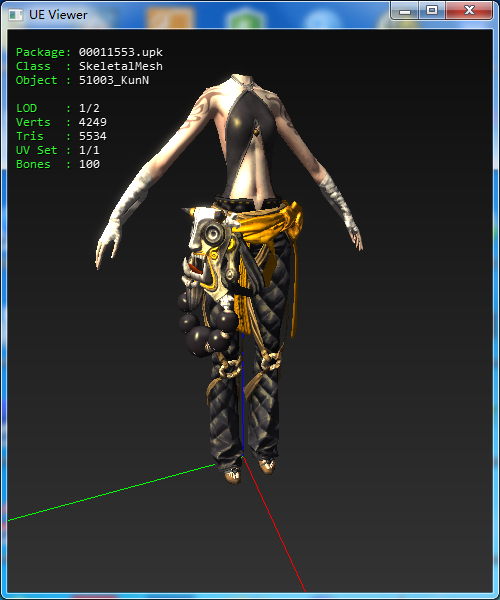 UE Viewer
Package: 00011553.upk
Class : SkeletalMesh
Object : 51003_KunN
LOD : 1/2
Verts : 4249
Tris : 5534
UV Set : 1/1
Bones : 100